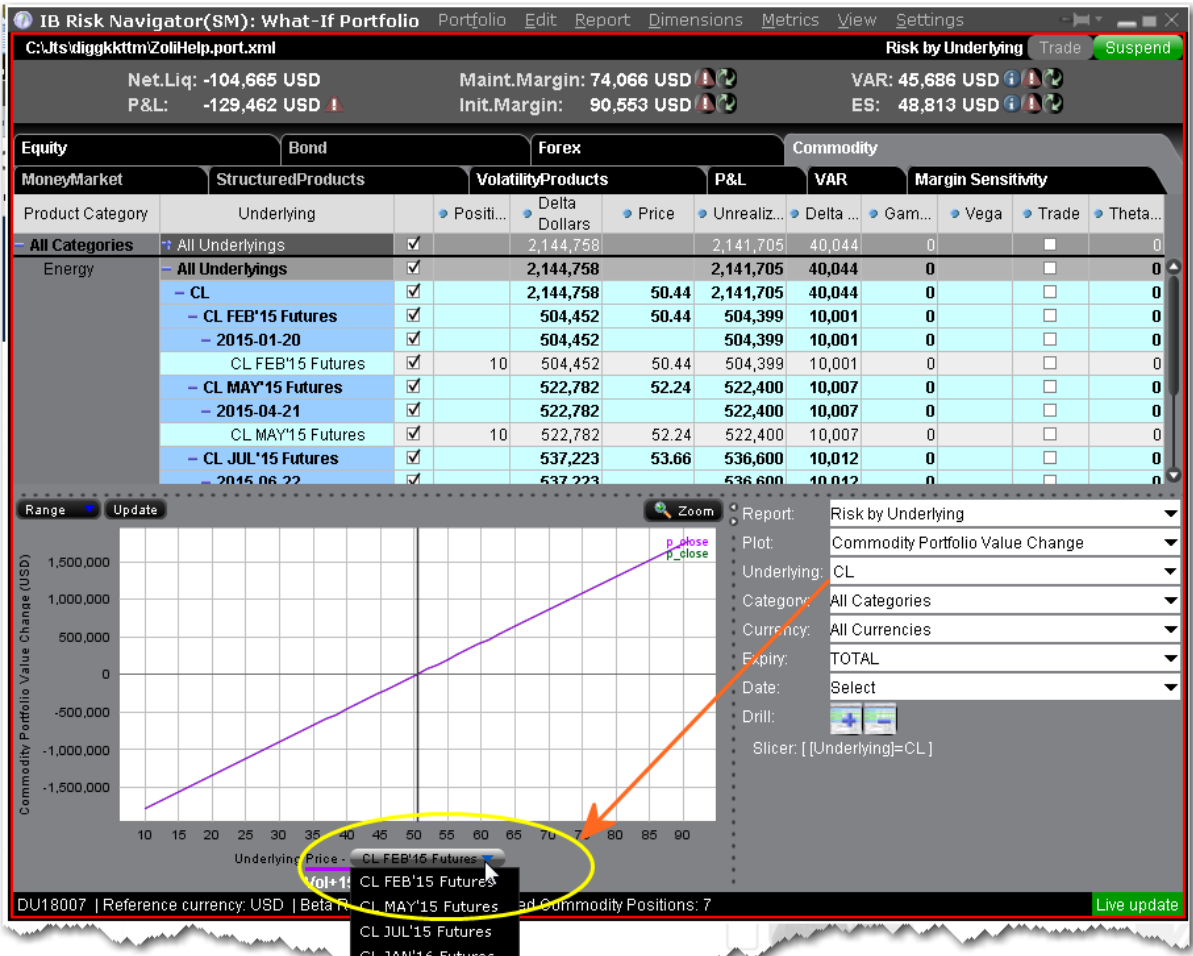 IB Risk Navigator(SM): What-If Portfolio Portfolio Edit Report Dimensions Metrics View Settings
C:\Jts\diggkkttm\ZoliHelp.port.xml Risk by Underlying Trade Suspend
Net.Liq: -104,665 USD Maint.Margin: 74,066 USD VAR: 45,686 USD
P&L: -129,462 USD Init.Margin: 90,553 USD ES: 48,813 USD
Equity Bond Forex Commodity
MoneyMarket StructuredProducts VolatilityProducts P&L VAR Margin Sensitivity
Product Category Underlying Positi... Delta Dollars Price Unrealiz... Delta ... Gam... Vega Trade Theta...
All Categories All Underlyings 2,144,758 2,141,705 40,044 0 0
Energy All Underlyings 2,144,758 2,141,705 40,044 0 0
CL 2,144,758 50.44 2,141,705 40,044 0 0
CL FEB'15 Futures 504,452 50.44 504,399 10,001 0 0
2015-01-20 504,452 504,399 10,001 0 0
CL FEB'15 Futures 10 504,452 50.44 504,399 10,001 0 0
CL MAY'15 Futures 522,782 52.24 522,400 10,007 0 0
2015-04-21 522,782 522,400 10,007 0 0
CL MAY'15 Futures 10 522,782 52.24 522,400 10,007 0 0
CL JUL'15 Futures 537,223 53.66 536,600 10,012 0 0
2015-06-22 537,223 536,600 10,012 0 0
Range Update Zoom
p_close
p_close
Commodity Portfolio Value Change (USD)
1,500,000
1,000,000
500,000
0
-500,000
-1,000,000
-1,500,000
10 15 20 25 30 35 40 45 50 55 60 65 70 75 80 85 90
Underlying Price - CL FEB'15 Futures
CL FEB'15 Futures
CL MAY'15 Futures
CL JUL'15 Futures
CL JAN'16 Futures
Report: Risk by Underlying
Plot: Commodity Portfolio Value Change
Underlying: CL
Category: All Categories
Currency: All Currencies
Expiry: TOTAL
Date: Select
Drill:
Slicer: [ [Underlying]=CL ]
DU18007 | Reference currency: USD | Beta Commodity Positions: 7 Live update